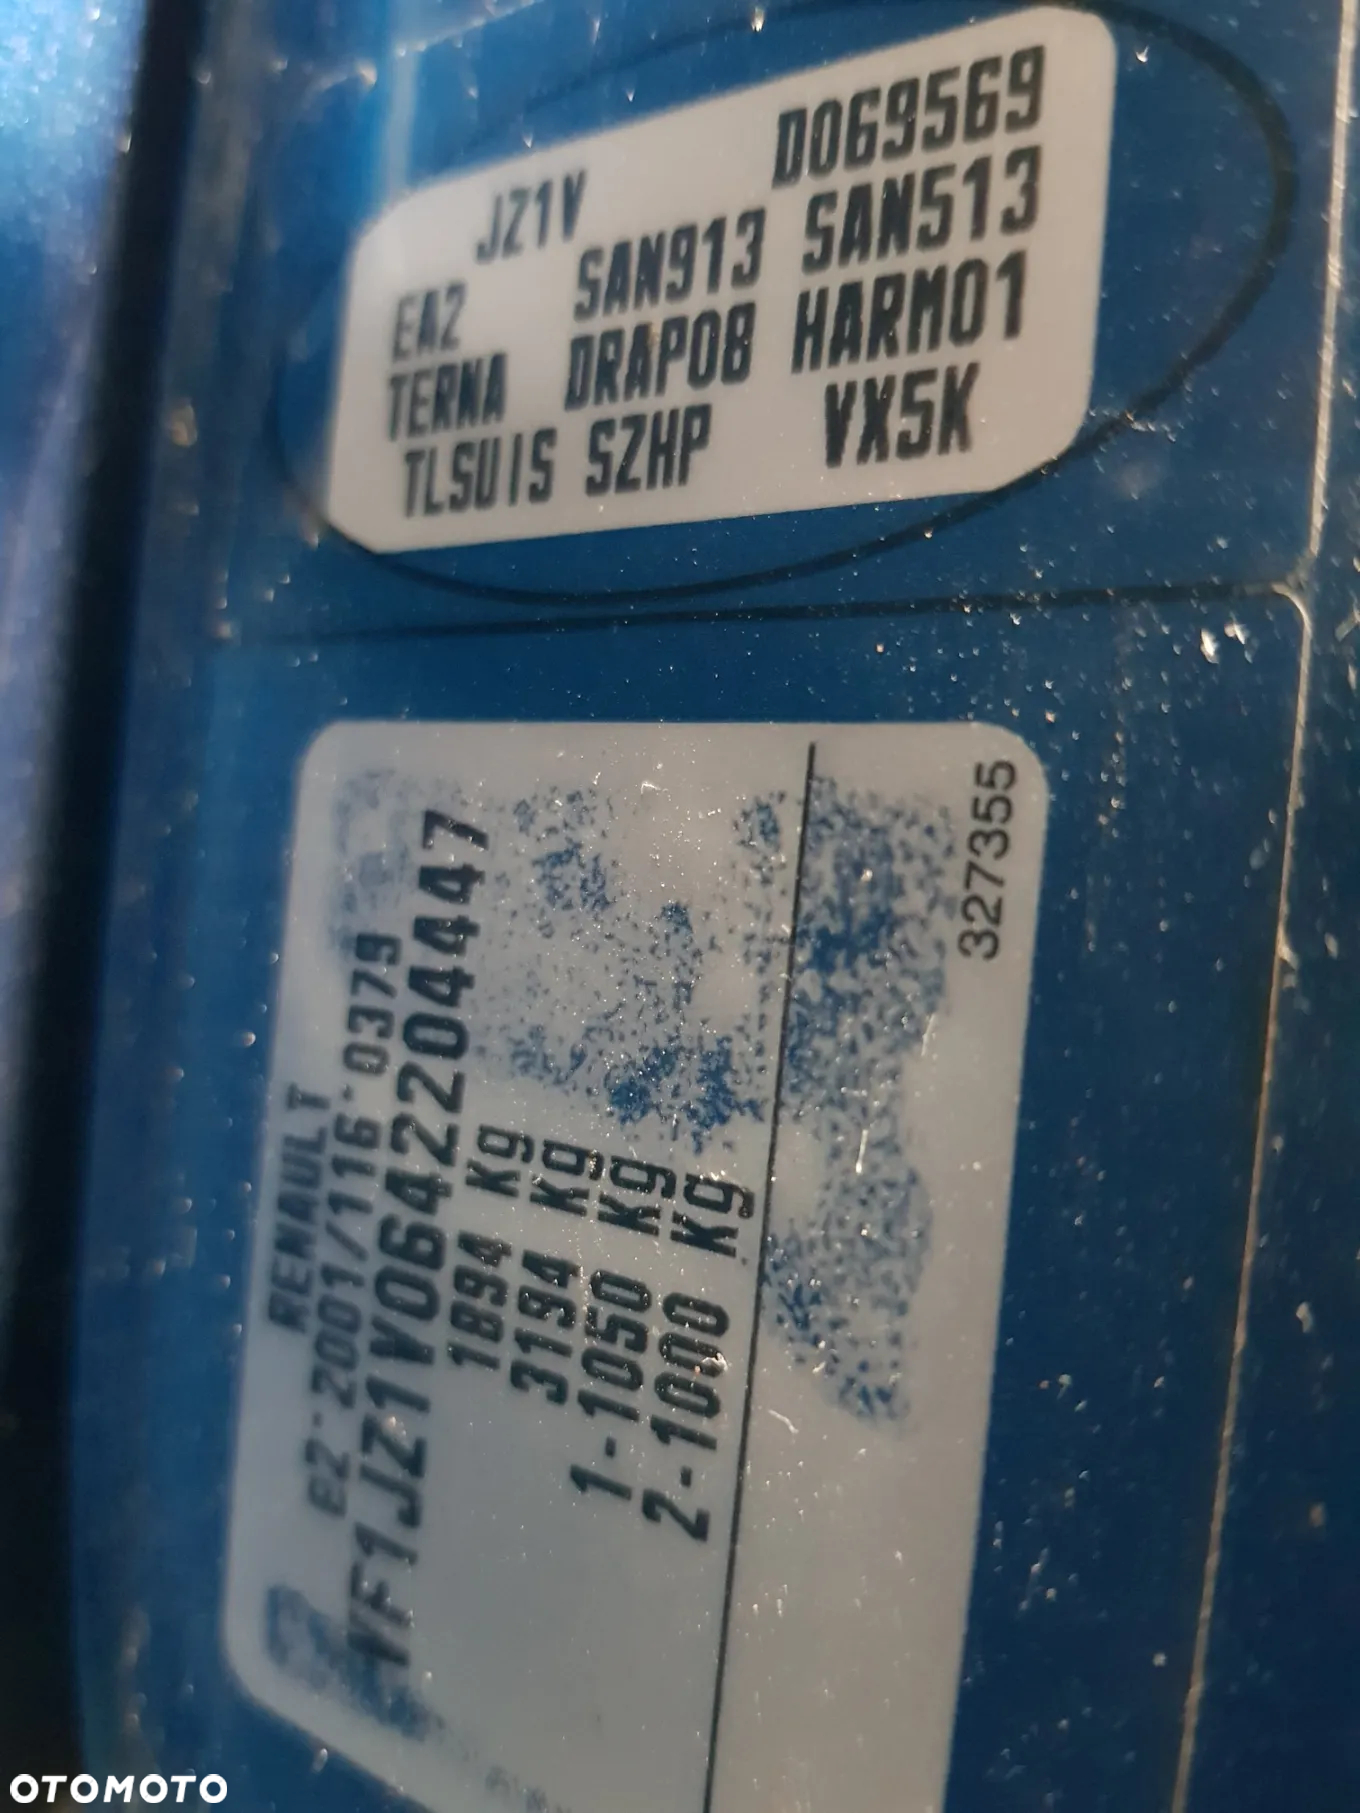 JZ1V D069569
EA2 SAN913 SAN513
TERNA DRAP08 HARM01
TLSUIS SZHP VX5K
RENAULT
E2*2001/116*0379
VF1JZ1V0642204447
1894 Kg
3194 Kg
1-1050 Kg
2-1000 Kg
327355
OTOMOTO